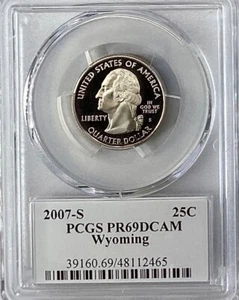 UNITED STATES OF AMERICA
LIBERTY
IN
GOD WE
TRUST
S
QUARTER DOLLAR
2007-S 25C
PCGS PR69DCAM
Wyoming
39160.69/48112465